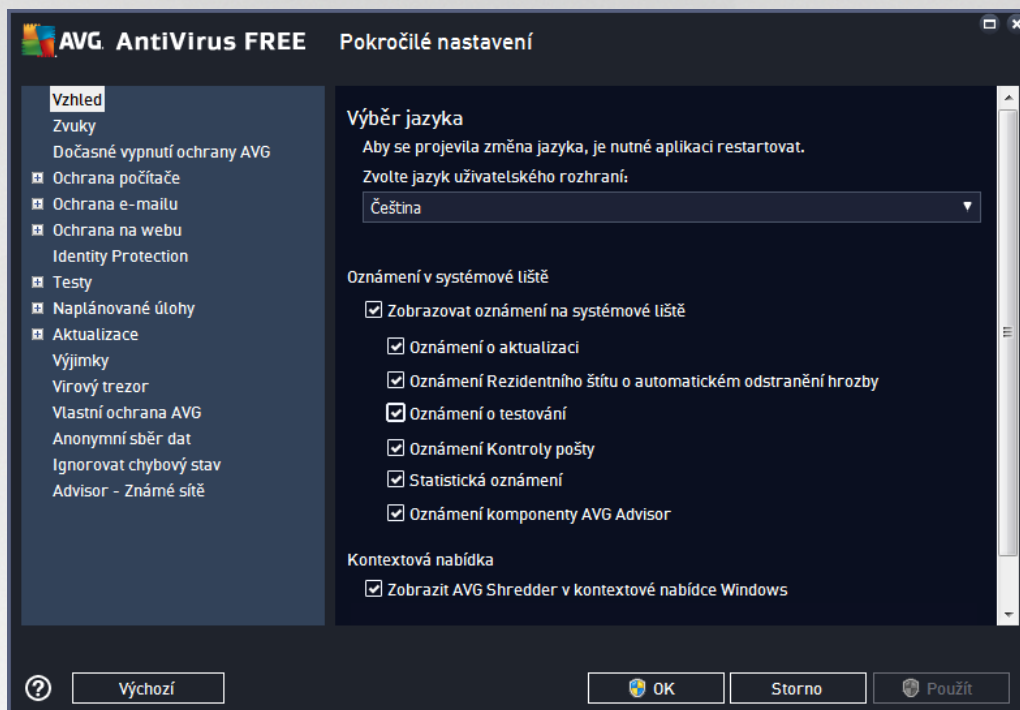 AVG. AntiVirus FREE
Pokročilé nastavení
Vzhled
Zvuky
Dočasné vypnutí ochrany AVG
Ochrana počítače
Ochrana e-mailu
Ochrana na webu
Identity Protection
Testy
Naplánované úlohy
Aktualizace
Výjimky
Virový trezor
Vlastní ochrana AVG
Anonymní sběr dat
Ignorovat chybový stav
Advisor - Známé sítě
Výběr jazyka
Aby se projevila změna jazyka, je nutné aplikaci restartovat.
Zvolte jazyk uživatelského rozhraní:
Čeština
Oznámení v systémové liště
Zobrazovat oznámení na systémové liště
Oznámení o aktualizaci
Oznámení Rezidentního štítu o automatickém odstranění hrozby
Oznámení o testování
Oznámení Kontroly pošty
Statistická oznámení
Oznámení komponenty AVG Advisor
Kontextová nabídka
Zobrazit AVG Shredder v kontextové nabídce Windows
Výchozí
OK
Storno
Použít